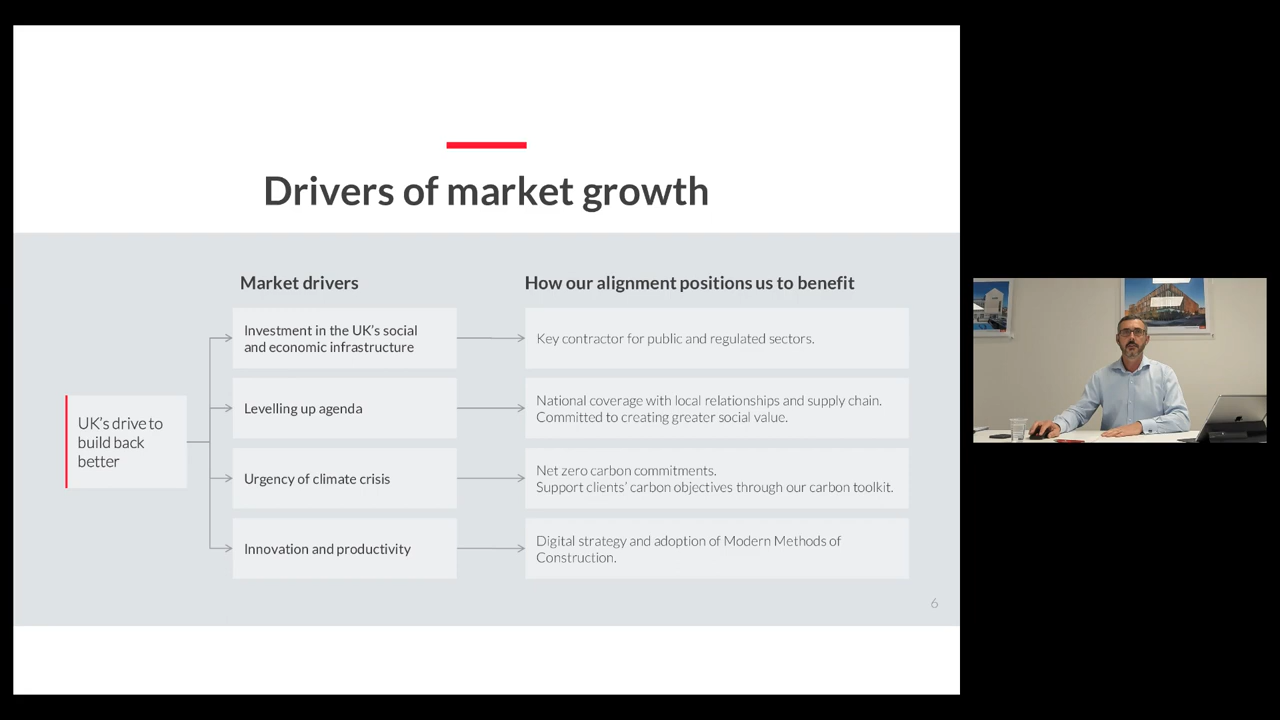 Drivers of market growth
Market drivers
How our alignment positions us to benefit
UK's drive to
build back
better
Investment in the UK's social
and economic infrastructure
Key contractor for public and regulated sectors.
Levelling up agenda
National coverage with local relationships and supply chain.
Committed to creating greater social value.
Urgency of climate crisis
Net zero carbon commitments.
Support clients' carbon objectives through our carbon toolkit.
Innovation and productivity
Digital strategy and adoption of Modern Methods of
Construction.
6